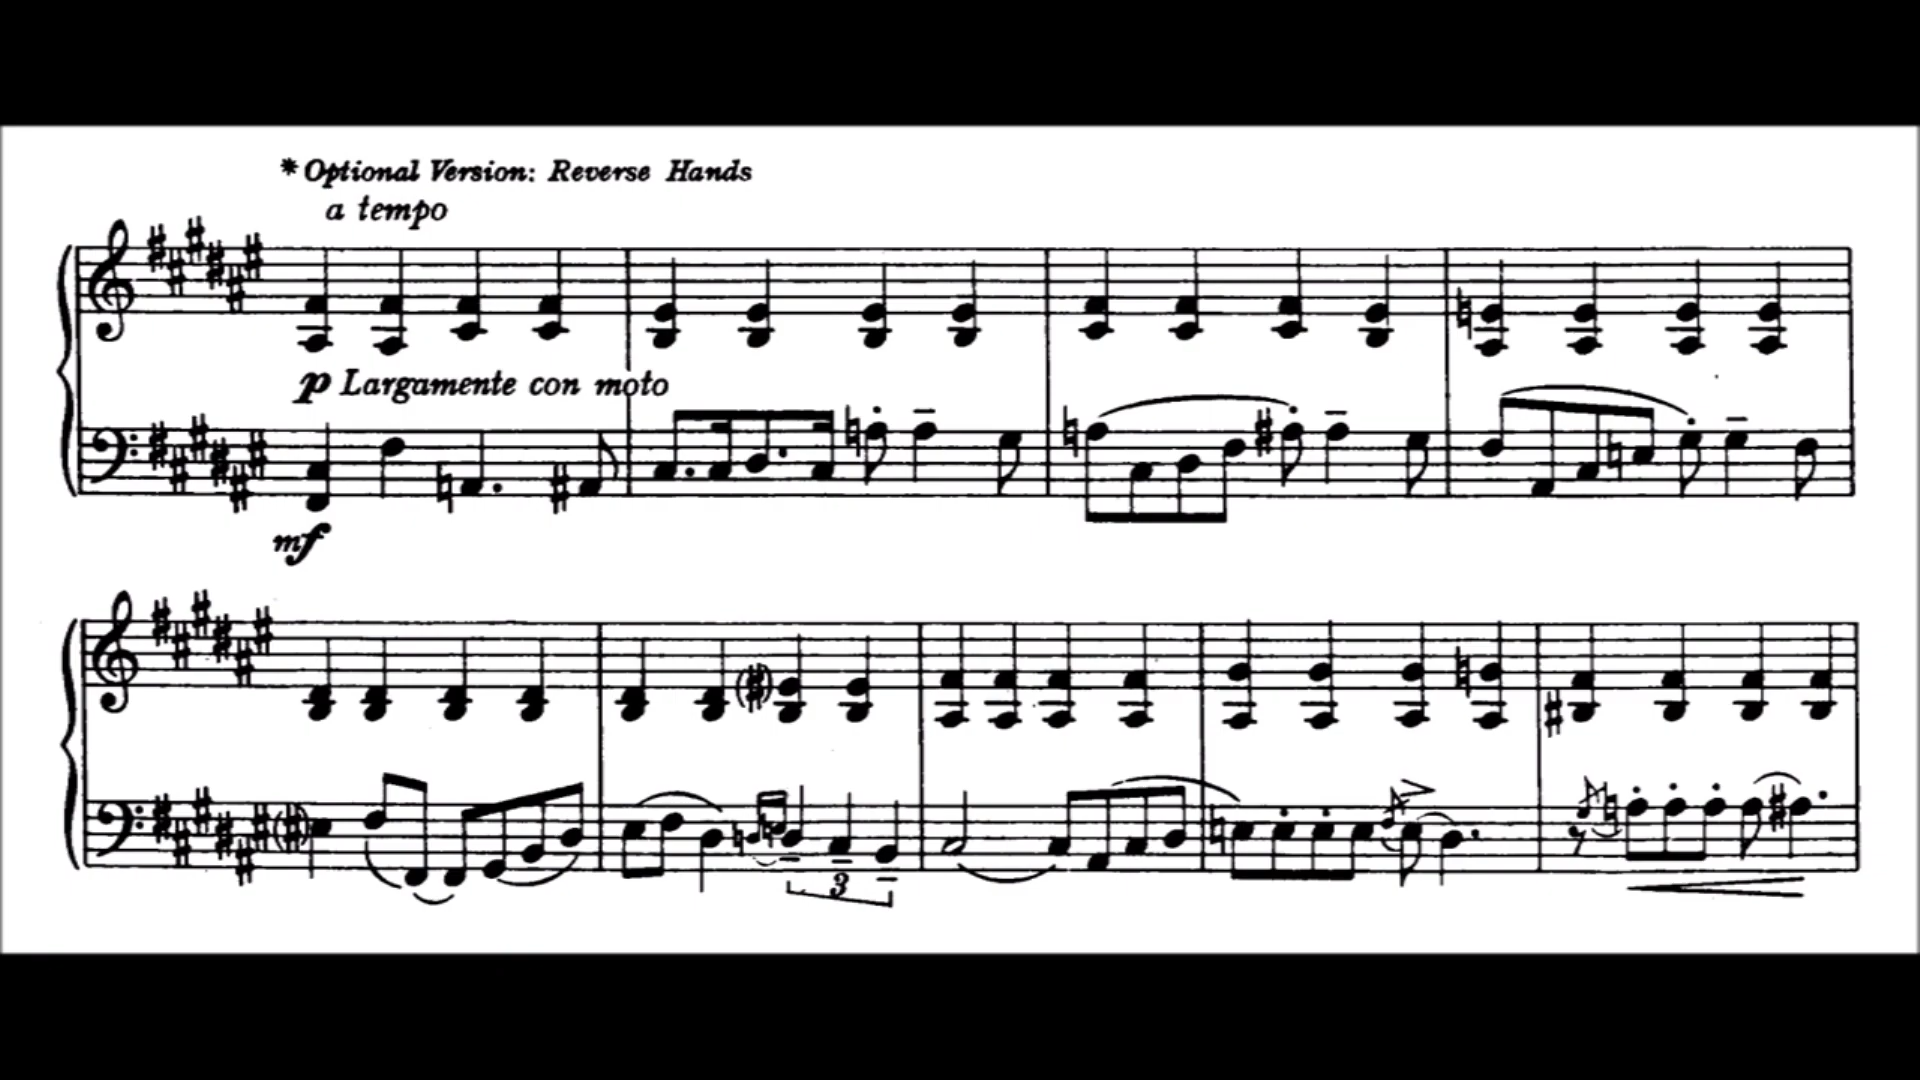 *Optional Version: Reverse Hands
a tempo
p Largamente con moto
mf
3